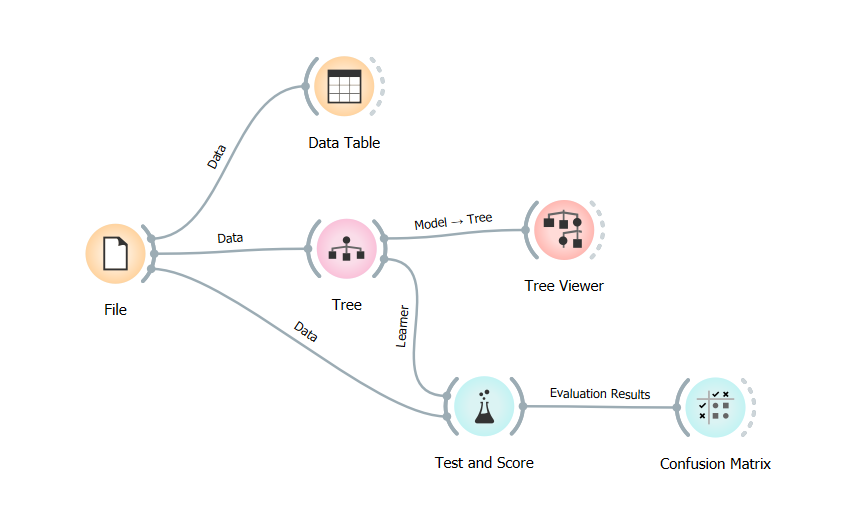 Data
Data Table
Data
Model → Tree
Tree Viewer
File
Tree
Data
Learner
Evaluation Results
Test and Score
Confusion Matrix